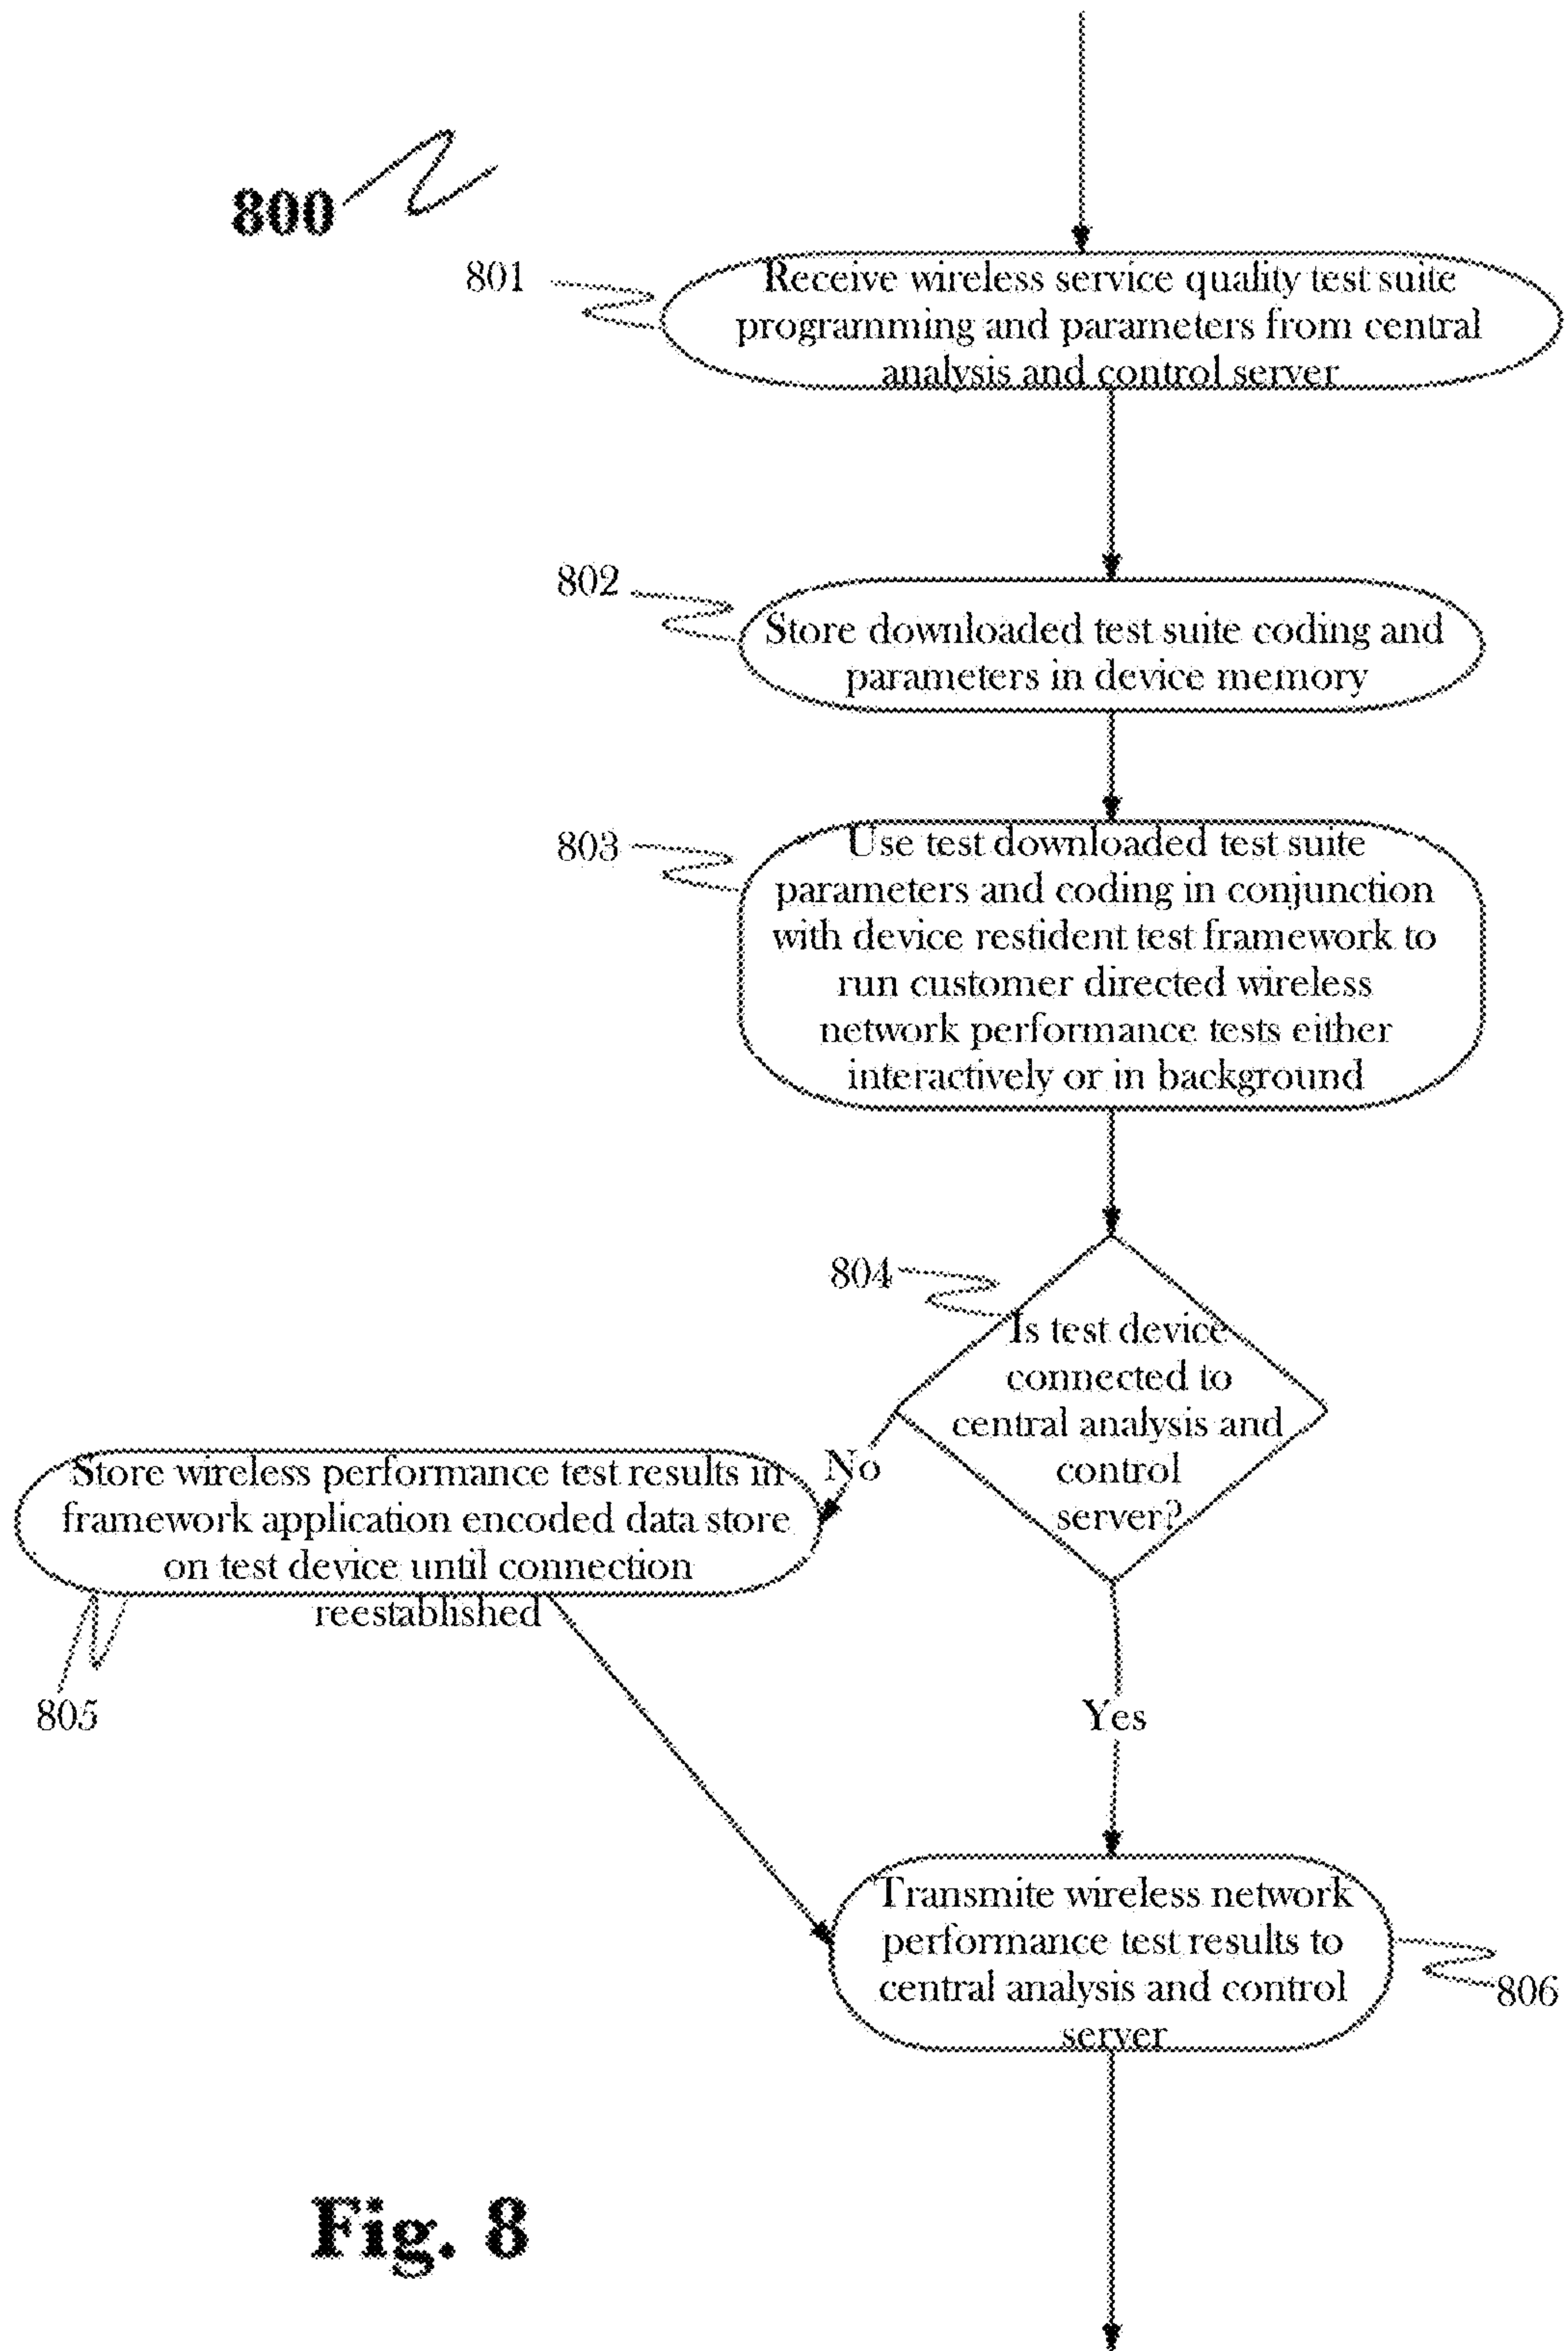 800
801
Receive wireless service quality test suite
programming and parameters from central
analysis and control server
802
Store downloaded test suite coding and
parameters in device memory
803
Use test downloaded test suite
parameters and coding in conjunction
with device restident test framework to
run customer directed wireless
network performance tests either
interactively or in background
804
Is test device
connected to
central analysis and
control
server?
No
Store wireless performance test results in
framework application encoded data store
on test device until connection
reestablished
805
Yes
Transmite wireless network
performance test results to
central analysis and control
server
806
Fig. 8